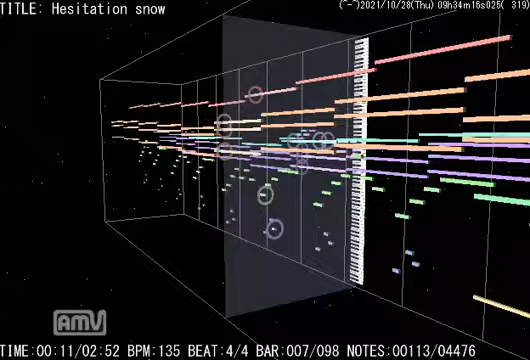 TITLE: Hesitation snow
(^-^)2021/10/28(Thu) 09h34m16s025( 319)
AMV
TIME:00:11/02:52 BPM:135 BEAT:4/4 BAR:007/098 NOTES:00113/04476